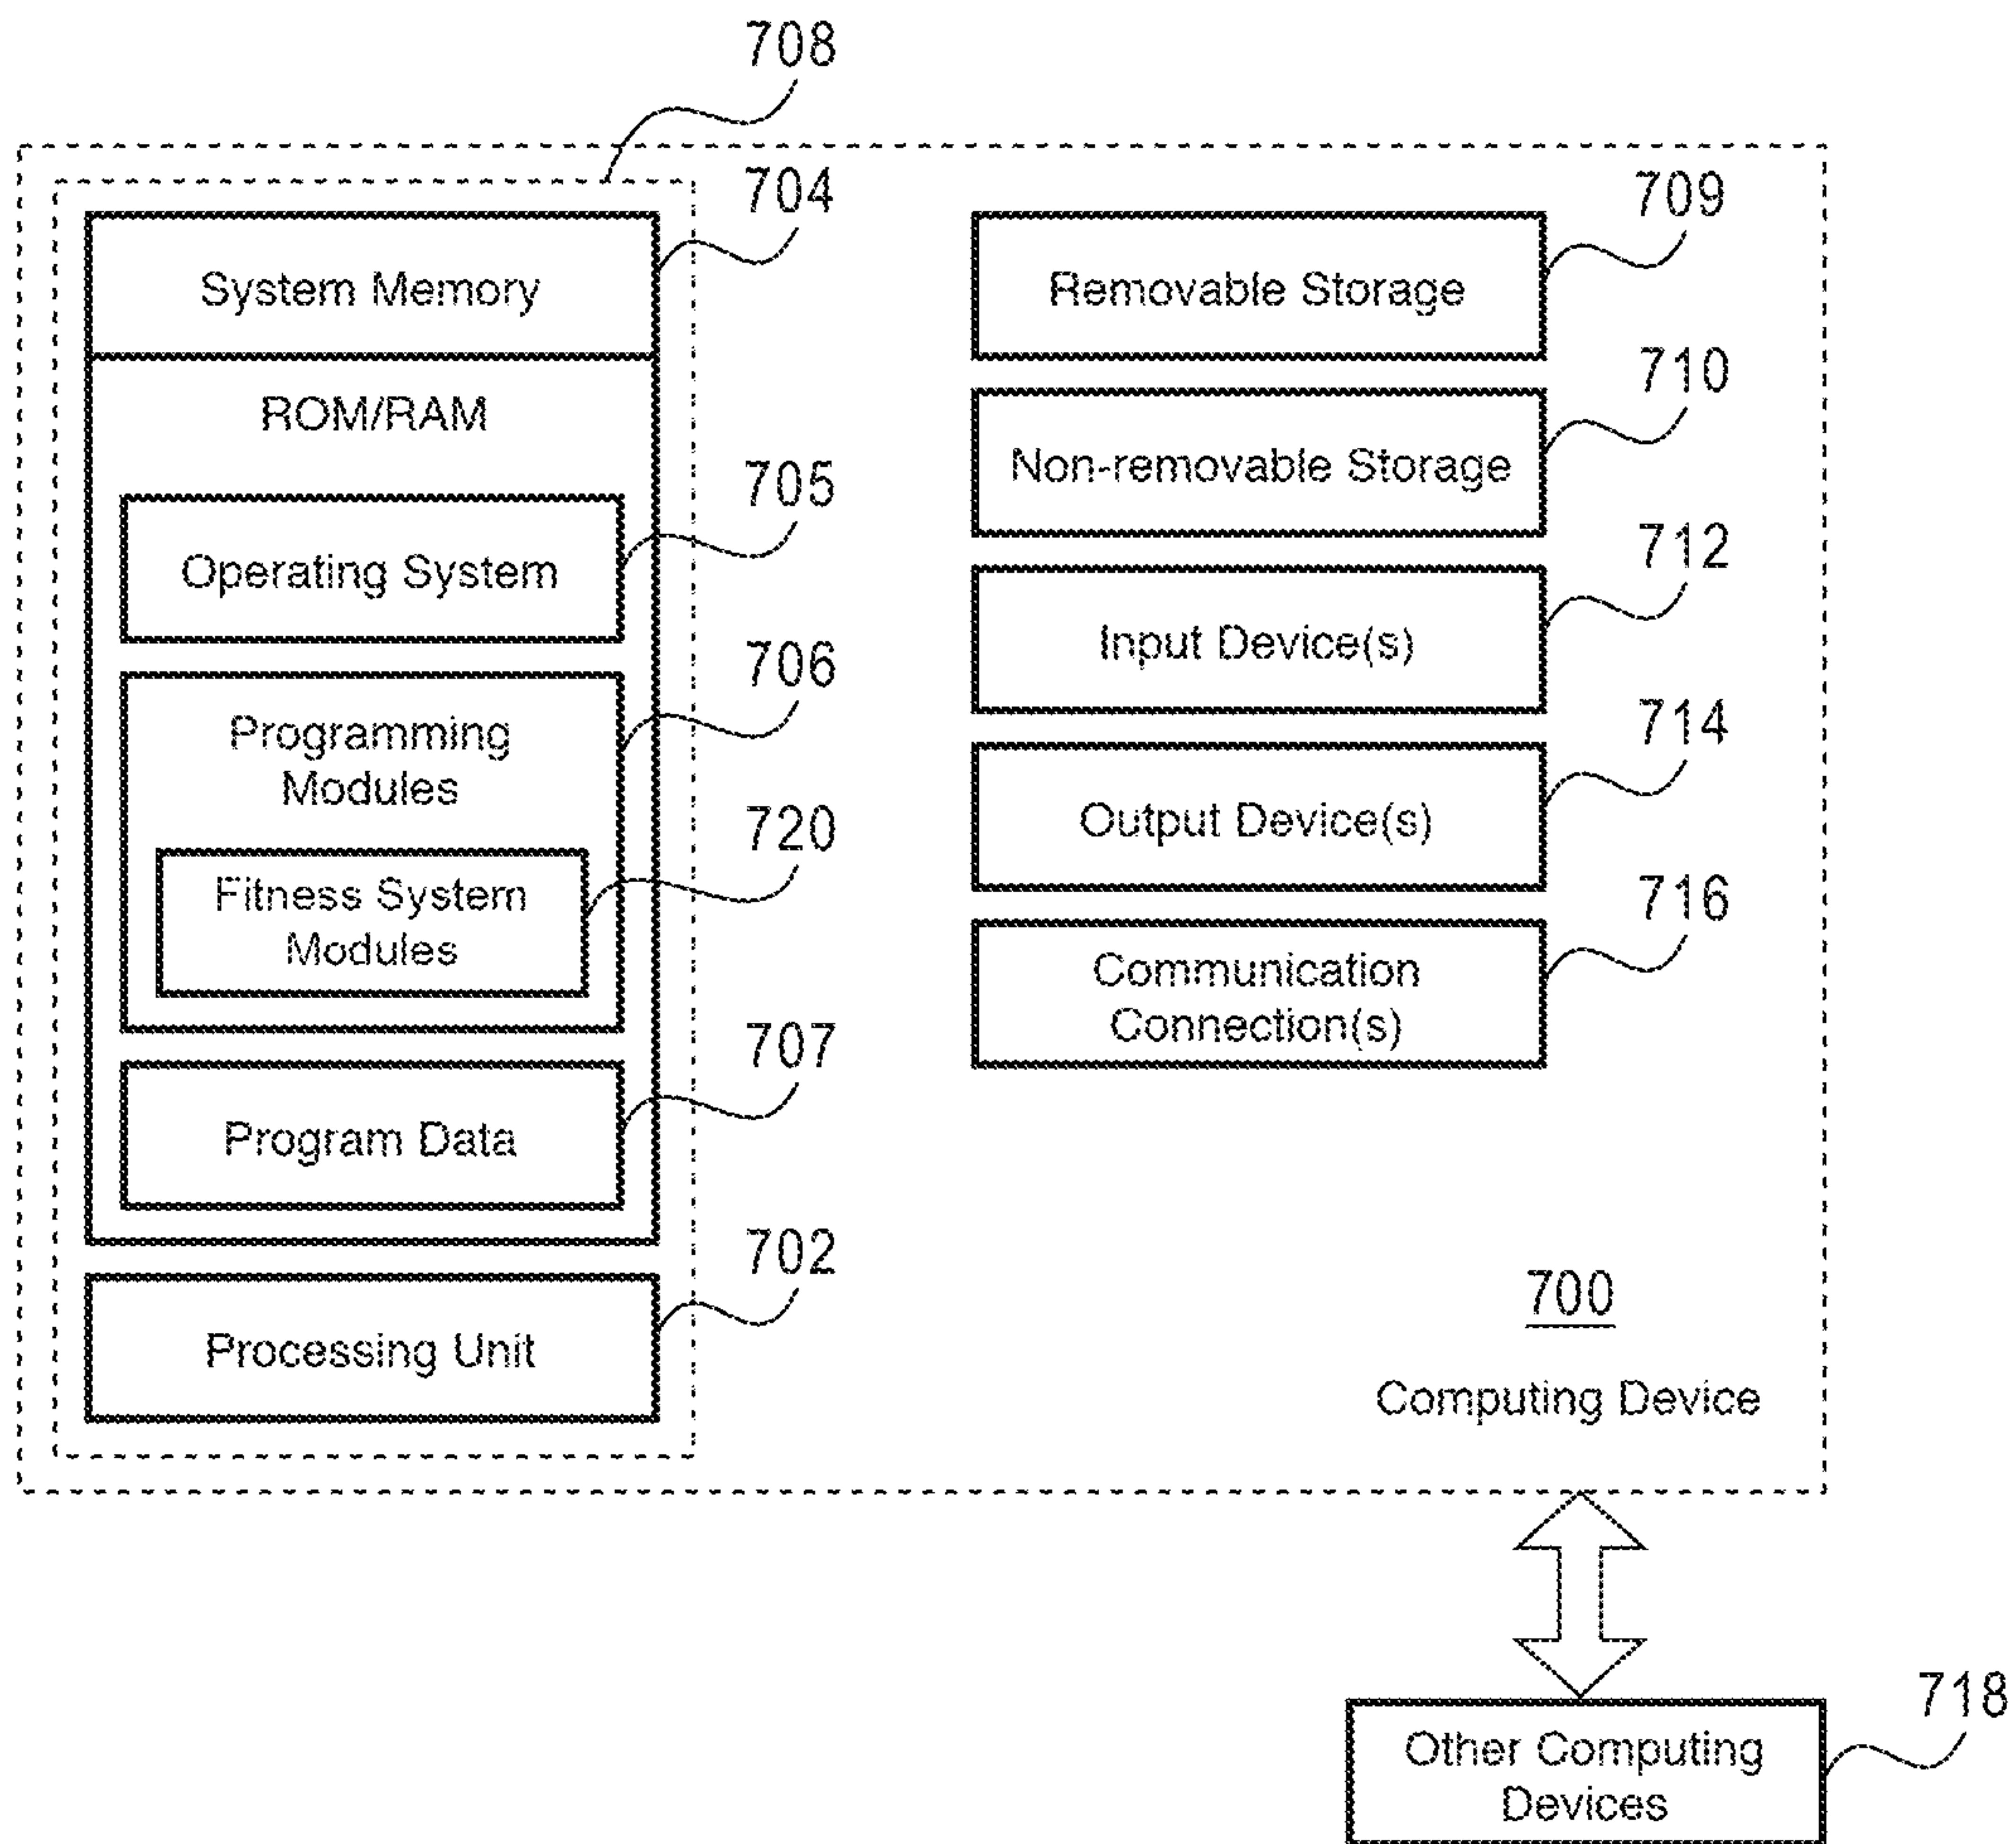 708
704
System Memory
ROM/RAM
705
Operating System
706
Programming
Modules
720
Fitness System
Modules
707
Program Data
702
Processing Unit
709
Removable Storage
710
Non-removable Storage
712
Input Device(s)
714
Output Device(s)
716
Communication
Connection(s)
700
Computing Device
718
Other Computing
Devices